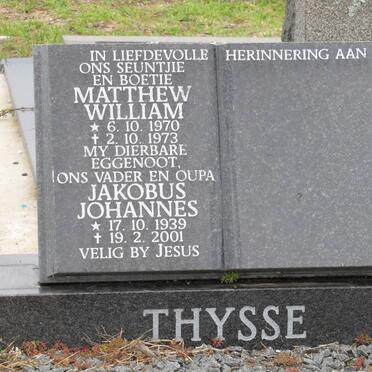 IN LIEFDEVOLLE HERINNERING AAN
ONS SEUNTJIE
EN BOETIE
MATTHEW
WILLIAM
★ 6. 10. 1970
✝ 2. 10. 1973
MY DIERBARE
EGGENOOT,
ONS VADER EN OUPA
JAKOBUS
JOHANNES
★ 17. 10. 1939
✝ 19. 2. 2001
VELIG BY JESUS
THYSSE